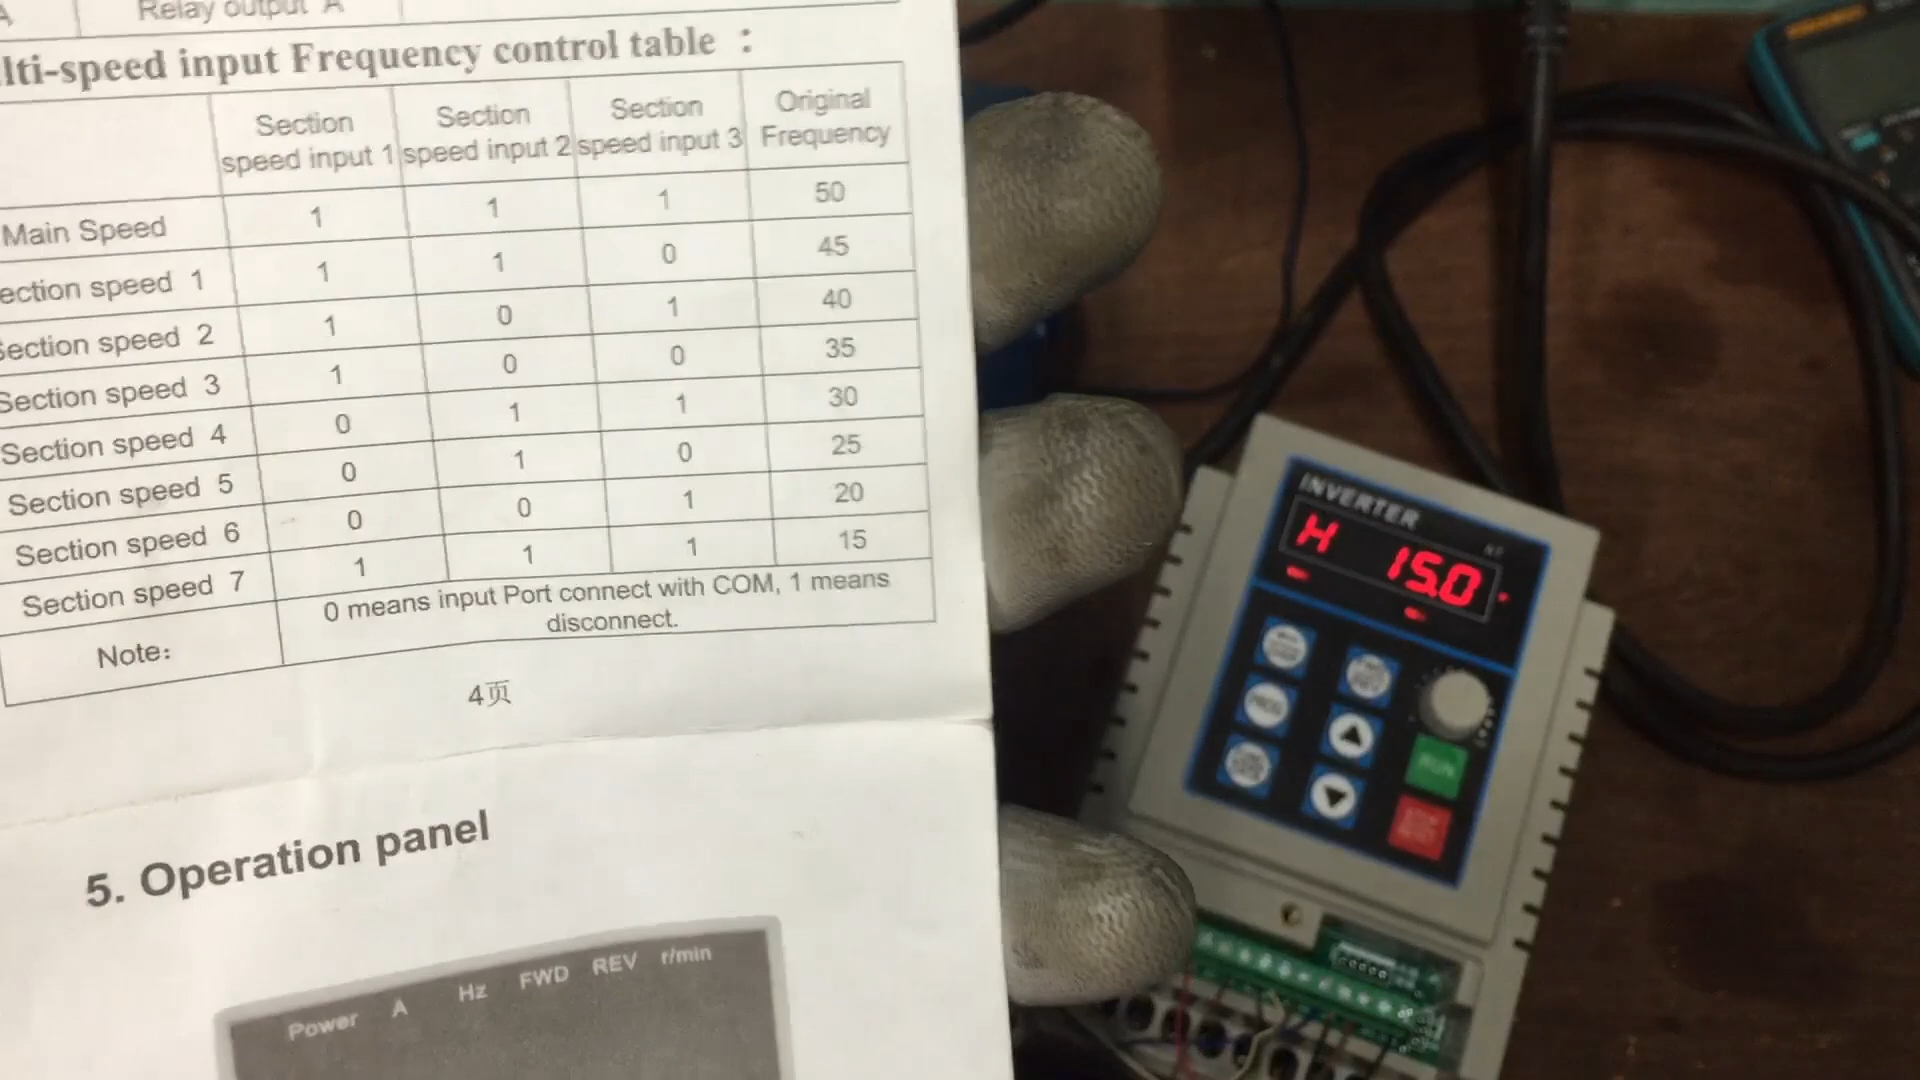 Relay output A
lti-speed input Frequency control table :
Section speed input 1 Section speed input 2 Section speed input 3 Original Frequency
Main Speed 1 1 1 50
ection speed 1 1 1 0 45
Section speed 2 1 0 1 40
Section speed 3 1 0 0 35
Section speed 4 0 1 1 30
Section speed 5 0 1 0 25
Section speed 6 0 0 1 20
Section speed 7 1 1 1 15
Note: 0 means input Port connect with COM, 1 means
disconnect.
4页
5. Operation panel
Power A Hz FWD REV r/min
INVERTER
H 15.0
PROG
RUN